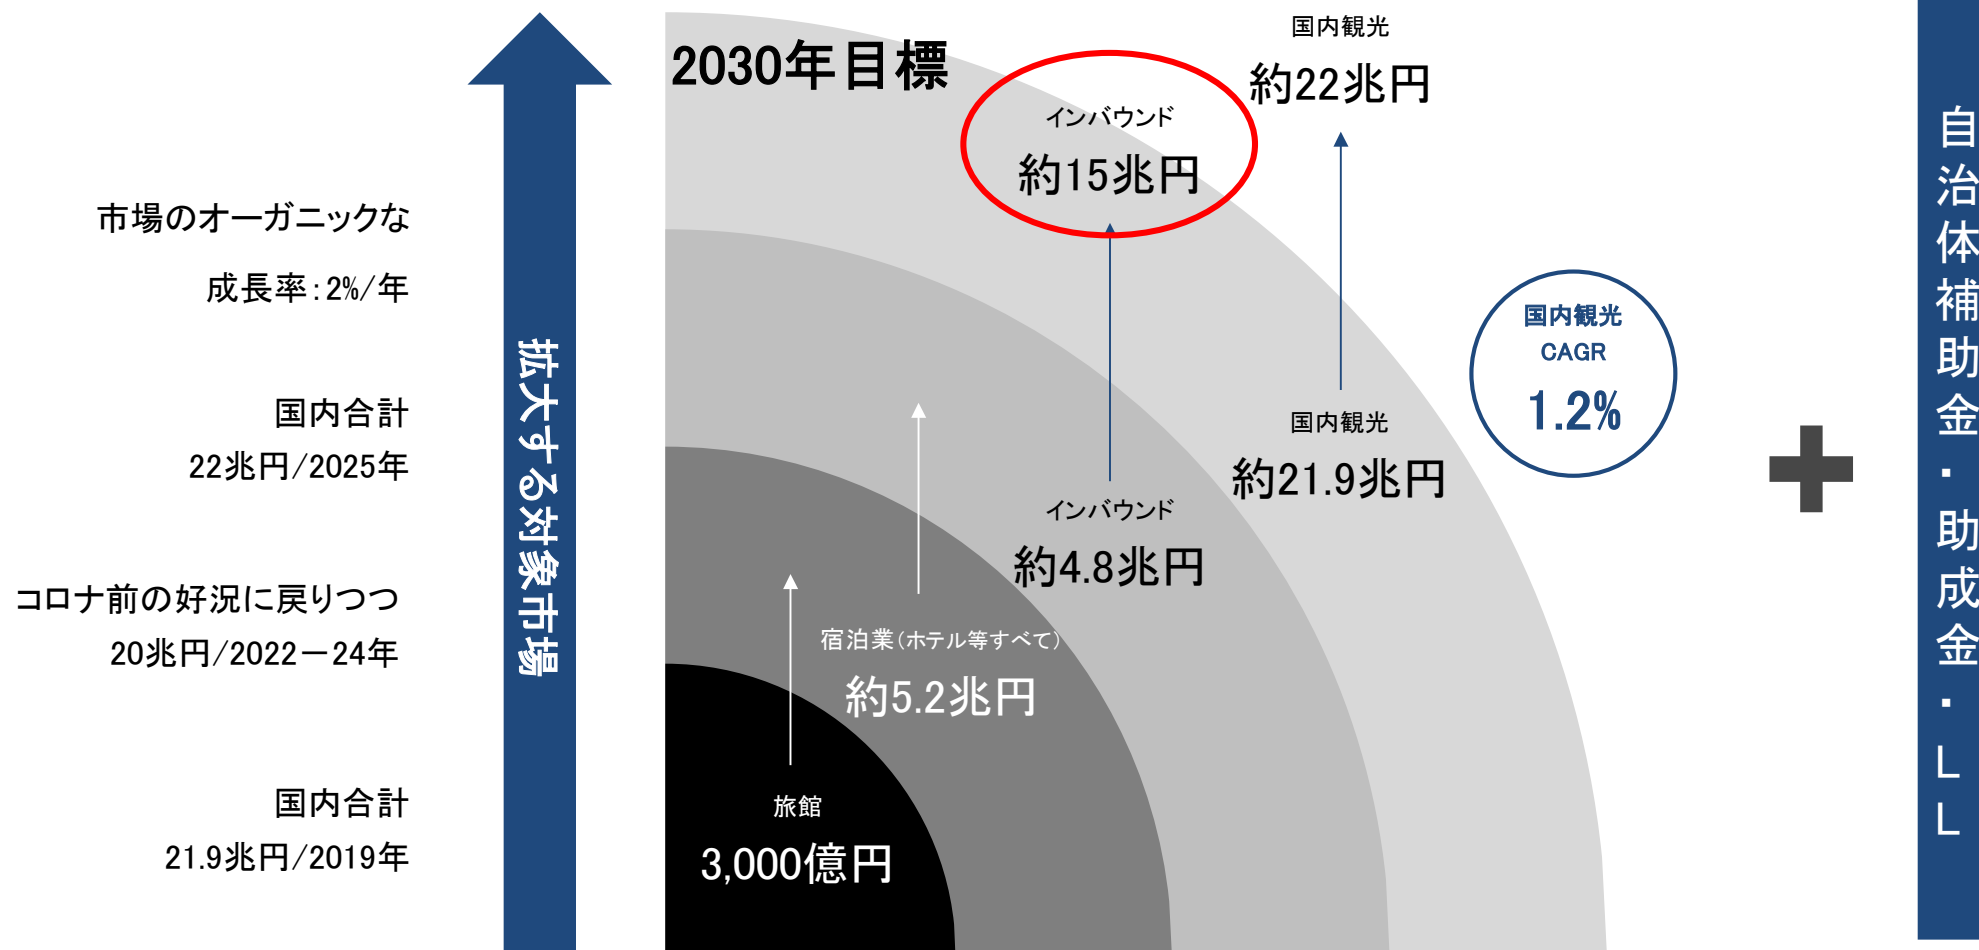 市場のオーガニックな
成長率:2%/年
国内合計
22兆円/2025年
コロナ前の好況に戻りつつ
20兆円/2022－24年
国内合計
21.9兆円/2019年
拡大する対象市場
2030年目標
インバウンド
約15兆円
国内観光
約22兆円
国内観光
約21.9兆円
インバウンド
約4.8兆円
宿泊業(ホテル等すべて)
約5.2兆円
旅館
3,000億円
国内観光
CAGR
1.2%
自治体補助金・助成金・LL